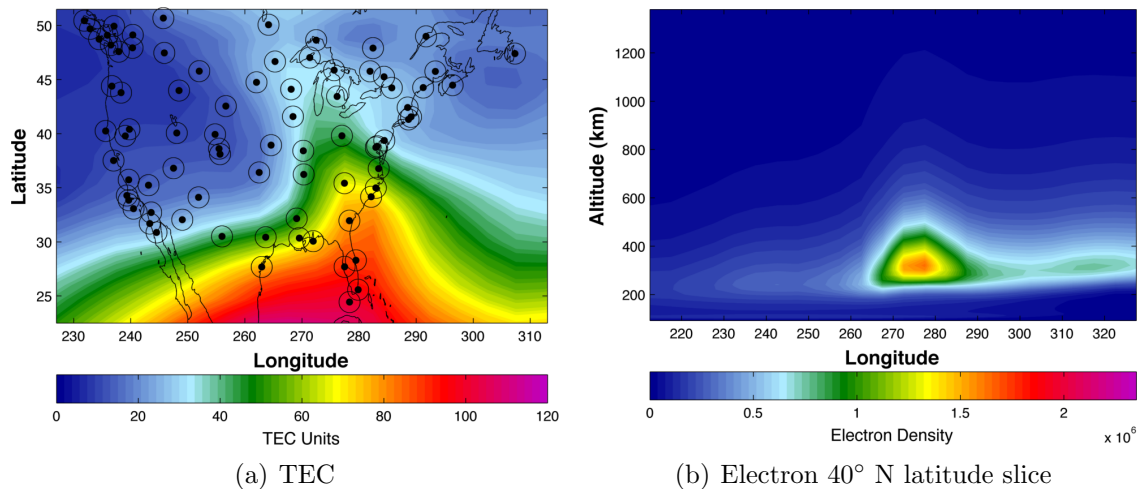 50
45
40
35
30
25
Latitude
230 240 250 260 270 280 290 300 310
Longitude
0 20 40 60 80 100 120
TEC Units
(a) TEC
1200
1000
800
600
400
200
Altitude (km)
220 230 240 250 260 270 280 290 300 310 320
Longitude
0 0.5 1 1.5 2
Electron Density
x 10^6
(b) Electron 40° N latitude slice